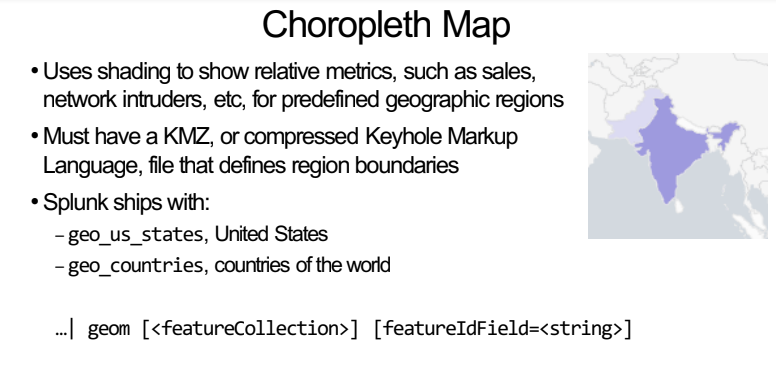 Choropleth Map
• Uses shading to show relative metrics, such as sales,
network intruders, etc, for predefined geographic regions
• Must have a KMZ, or compressed Keyhole Markup
Language, file that defines region boundaries
• Splunk ships with:
– geo_us_states, United States
– geo_countries, countries of the world
…| geom [<featureCollection>] [featureIdField=<string>]